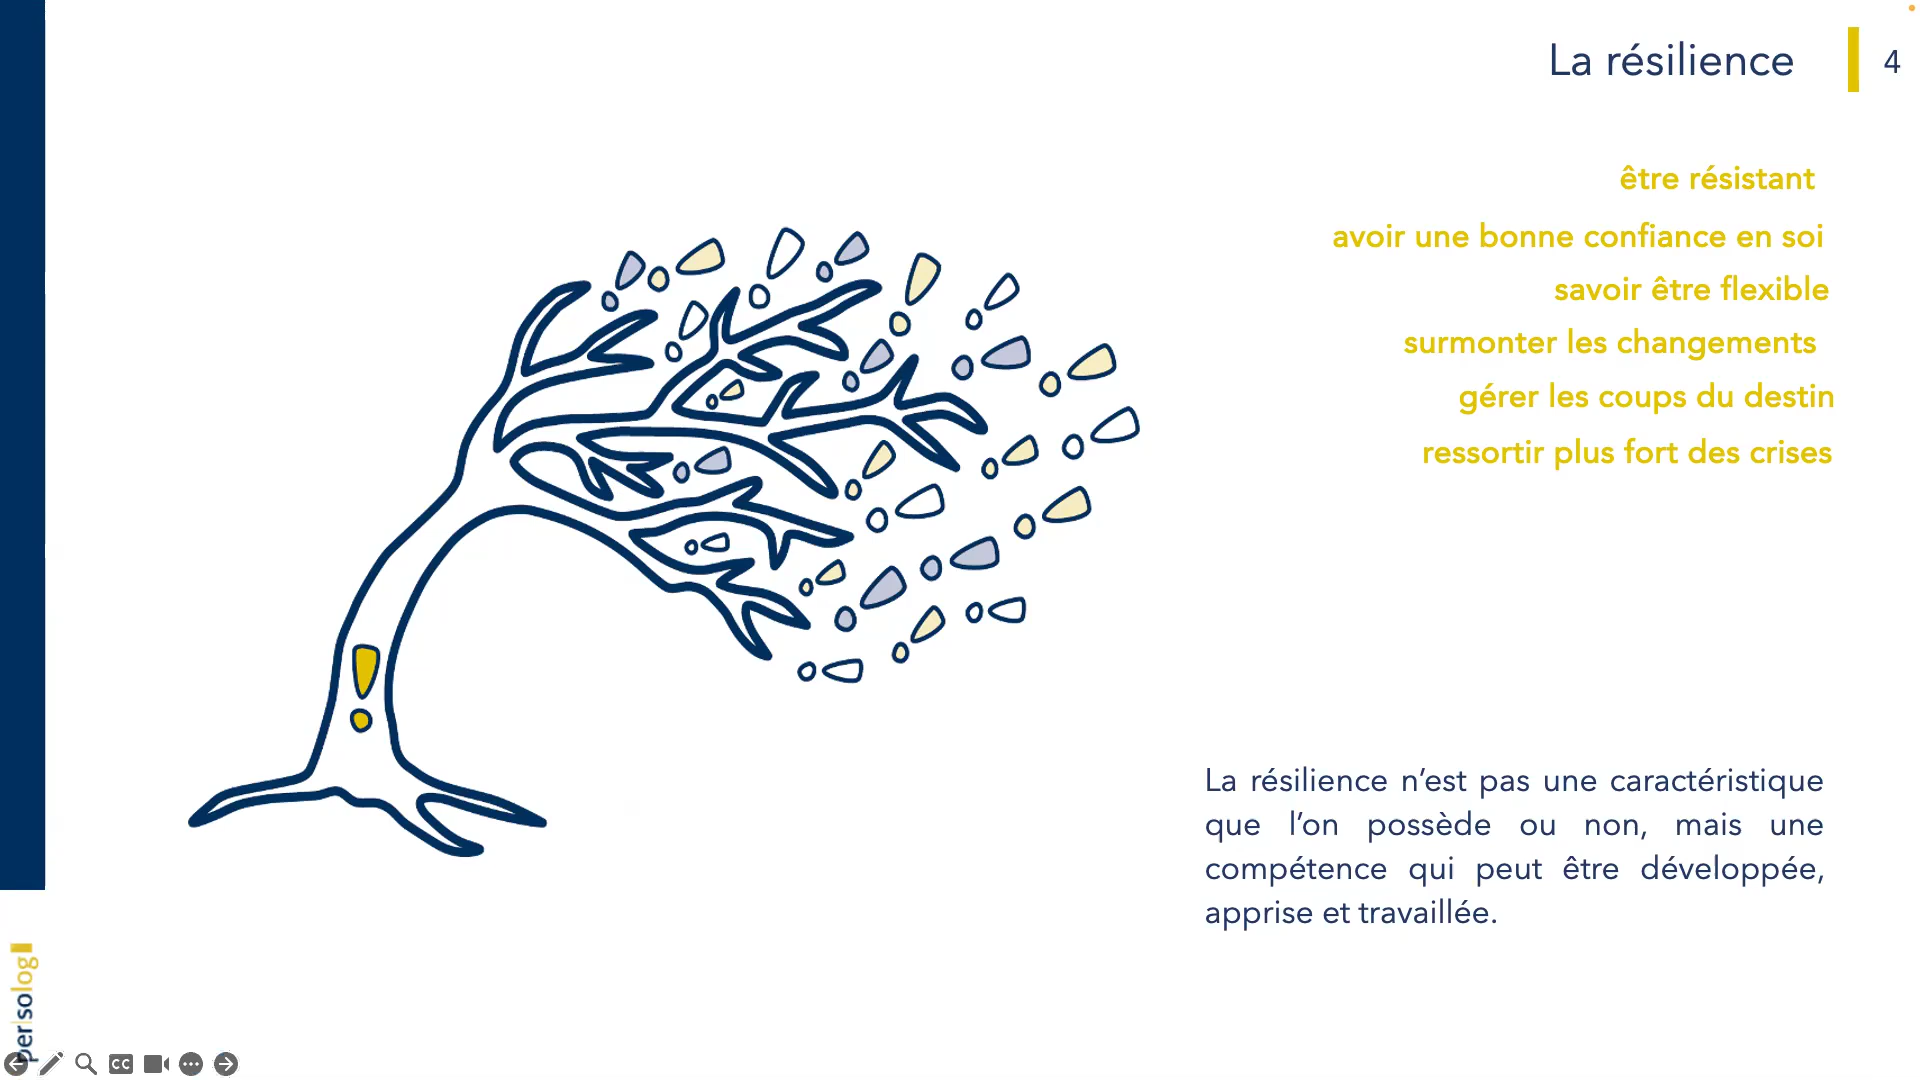 La résilience
4
être résistant
avoir une bonne confiance en soi
savoir être flexible
surmonter les changements
gérer les coups du destin
ressortir plus fort des crises
La résilience n’est pas une caractéristique
que l’on possède ou non, mais une
compétence qui peut être développée,
apprise et travaillée.
persolog
CC